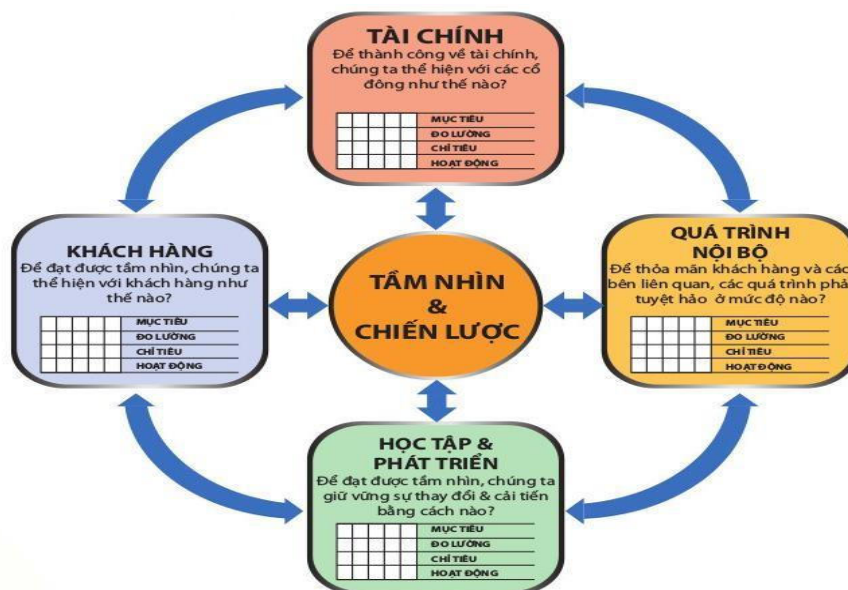 TÀI CHÍNH
Để thành công về tài chính,
chúng ta thể hiện với các cổ
đông như thế nào?
MỤC TIÊU
ĐO LƯỜNG
CHỈ TIÊU
HOẠT ĐỘNG
KHÁCH HÀNG
Để đạt được tầm nhìn, chúng ta
thể hiện với khách hàng như
thế nào?
MỤC TIÊU
ĐO LƯỜNG
CHỈ TIÊU
HOẠT ĐỘNG
TẦM NHÌN
&
CHIẾN LƯỢC
QUÁ TRÌNH
NỘI BỘ
Để thỏa mãn khách hàng và các
bên liên quan, các quá trình phả
tuyệt hảo ở mức độ nào?
MỤC TIÊU
ĐO LƯỜNG
CHỈ TIÊU
HOẠT ĐỘNG
HỌC TẬP &
PHÁT TRIỂN
Để đạt được tầm nhìn, chúng ta
giữ vững sự thay đổi & cải tiến
bằng cách nào?
MỤC TIÊU
ĐO LƯỜNG
CHỈ TIÊU
HOẠT ĐỘNG